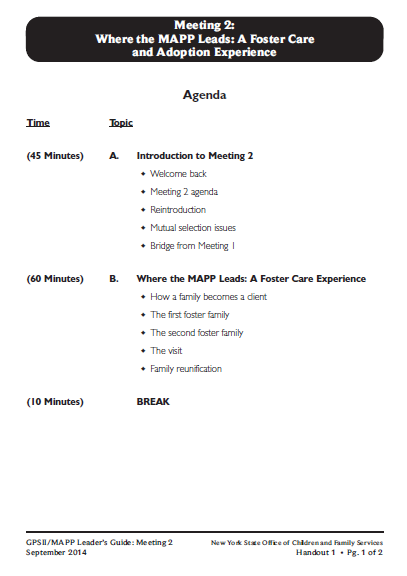 Meeting 2:
Where the MAPP Leads: A Foster Care
and Adoption Experience
Agenda
Time Topic
(45 Minutes) A. Introduction to Meeting 2
✦ Welcome back
✦ Meeting 2 agenda
✦ Reintroduction
✦ Mutual selection issues
✦ Bridge from Meeting 1
(60 Minutes) B. Where the MAPP Leads: A Foster Care Experience
✦ How a family becomes a client
✦ The first foster family
✦ The second foster family
✦ The visit
✦ Family reunification
(10 Minutes) BREAK
GPSII/MAPP Leader's Guide: Meeting 2 New York State Office of Children and Family Services
September 2014 Handout 1 • Pg. 1 of 2